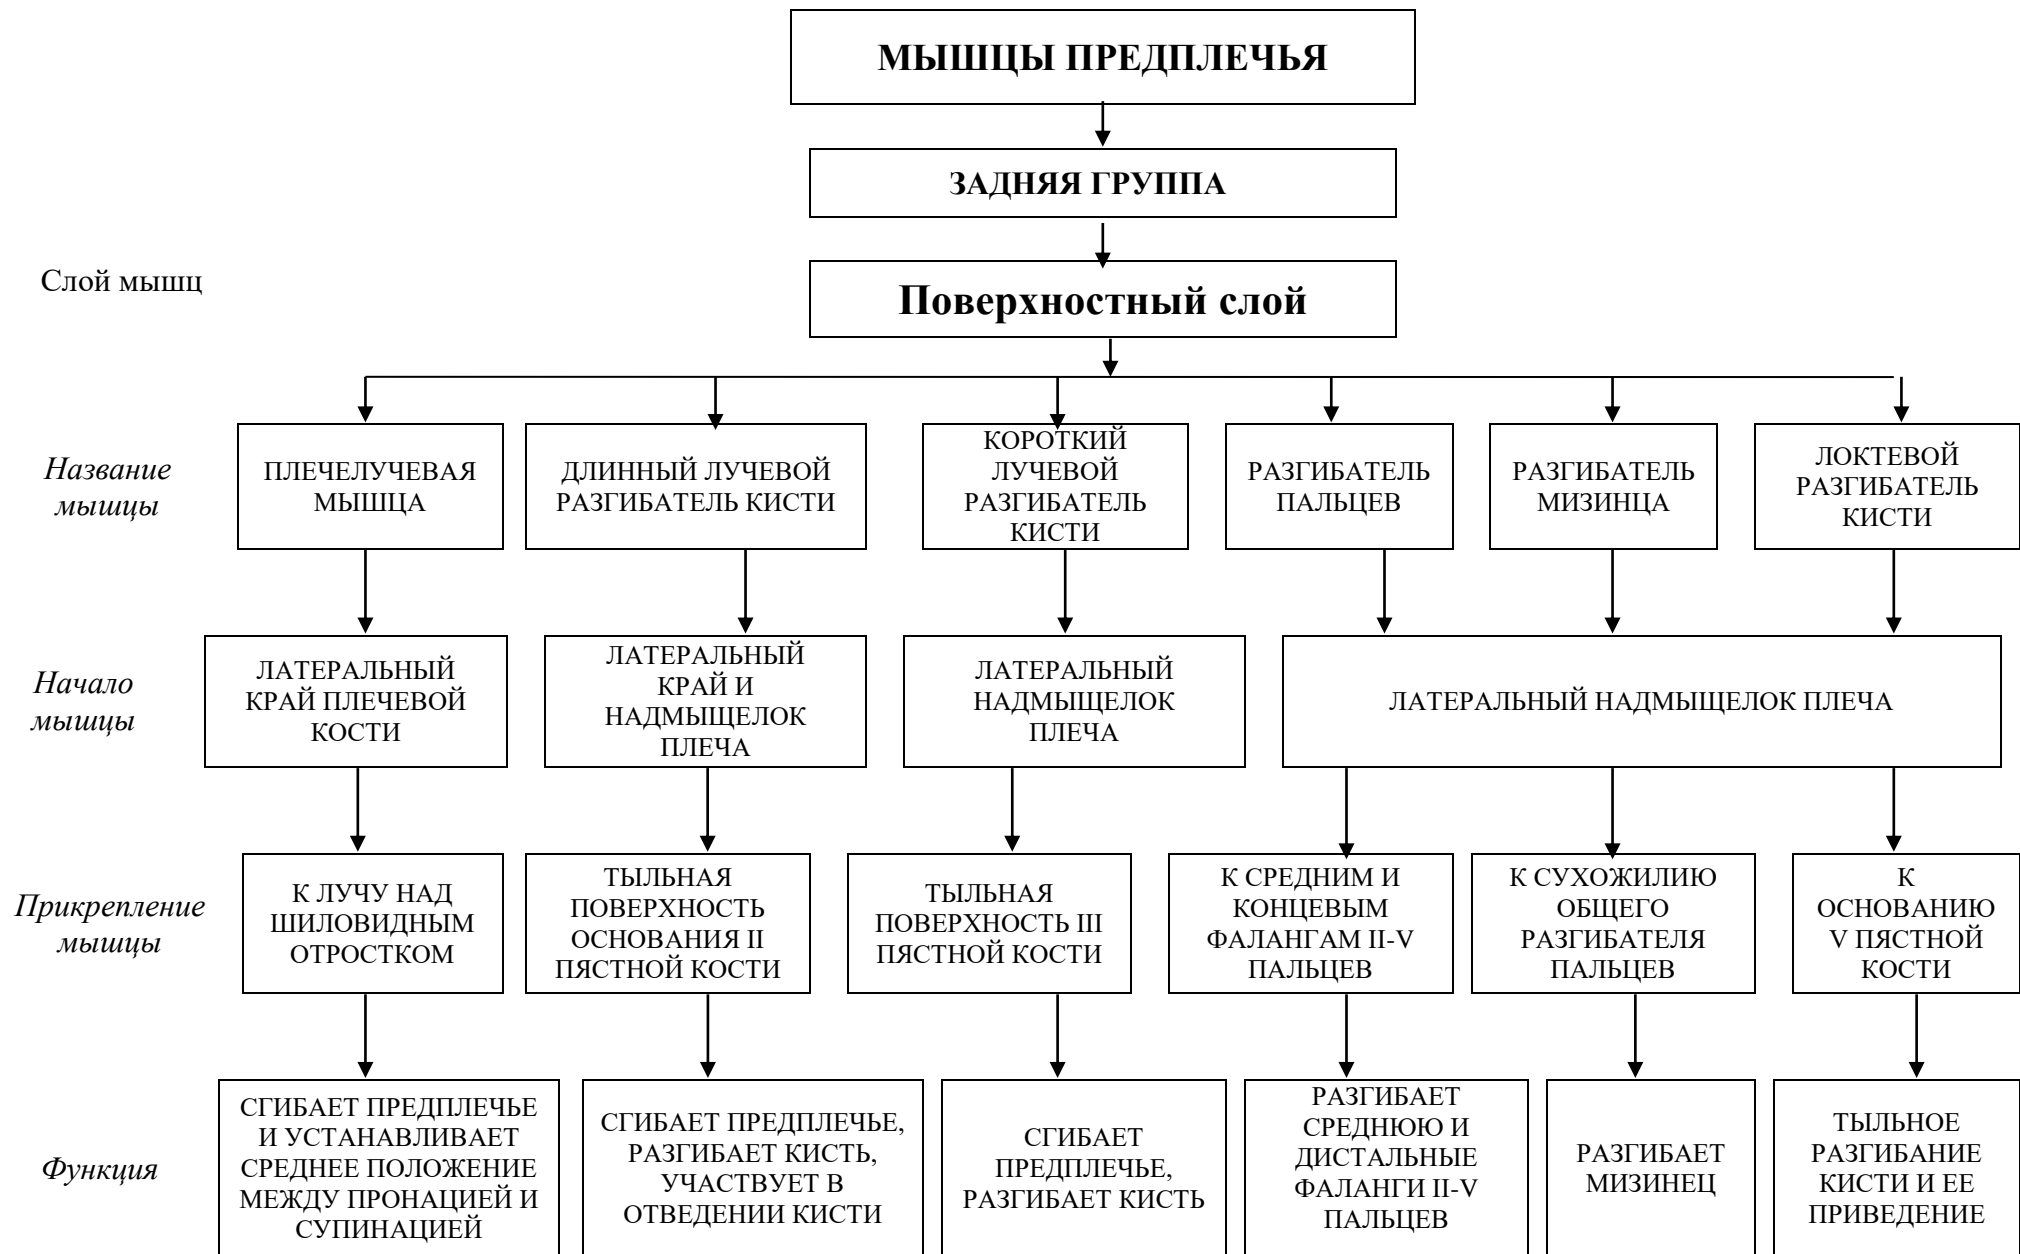 МЫШЦЫ ПРЕДПЛЕЧЬЯ
ЗАДНЯЯ ГРУППА
Слой мышц
Поверхностный слой
Название
мышцы
ПЛЕЧЕЛУЧЕВАЯ
МЫШЦА
ДЛИННЫЙ ЛУЧЕВОЙ
РАЗГИБАТЕЛЬ КИСТИ
КОРОТКИЙ
ЛУЧЕВОЙ
РАЗГИБАТЕЛЬ
КИСТИ
РАЗГИБАТЕЛЬ
ПАЛЬЦЕВ
РАЗГИБАТЕЛЬ
МИЗИНЦА
ЛОКТЕВОЙ
РАЗГИБАТЕЛЬ
КИСТИ
Начало
мышцы
ЛАТЕРАЛЬНЫЙ
КРАЙ ПЛЕЧЕВОЙ
КОСТИ
ЛАТЕРАЛЬНЫЙ
КРАЙ И
НАДМЫЩЕЛОК
ПЛЕЧА
ЛАТЕРАЛЬНЫЙ
НАДМЫЩЕЛОК
ПЛЕЧА
ЛАТЕРАЛЬНЫЙ НАДМЫЩЕЛОК ПЛЕЧА
Прикрепление
мышцы
К ЛУЧУ НАД
ШИЛОВИДНЫМ
ОТРОСТКОМ
ТЫЛЬНАЯ
ПОВЕРХНОСТЬ
ОСНОВАНИЯ II
ПЯСТНОЙ КОСТИ
ТЫЛЬНАЯ
ПОВЕРХНОСТЬ III
ПЯСТНОЙ КОСТИ
К СРЕДНИМ И
КОНЦЕВЫМ
ФАЛАНГАМ II-V
ПАЛЬЦЕВ
К СУХОЖИЛИЮ
ОБЩЕГО
РАЗГИБАТЕЛЯ
ПАЛЬЦЕВ
К
ОСНОВАНИЮ
V ПЯСТНОЙ
КОСТИ
Функция
СГИБАЕТ ПРЕДПЛЕЧЬЕ
И УСТАНАВЛИВАЕТ
СРЕДНЕЕ ПОЛОЖЕНИЕ
МЕЖДУ ПРОНАЦИЕЙ И
СУПИНАЦИЕЙ
СГИБАЕТ ПРЕДПЛЕЧЬЕ,
РАЗГИБАЕТ КИСТЬ,
УЧАСТВУЕТ В
ОТВЕДЕНИИ КИСТИ
СГИБАЕТ
ПРЕДПЛЕЧЬЕ,
РАЗГИБАЕТ КИСТЬ
РАЗГИБАЕТ
СРЕДНЮЮ И
ДИСТАЛЬНЫЕ
ФАЛАНГИ II-V
ПАЛЬЦЕВ
РАЗГИБАЕТ
МИЗИНЕЦ
ТЫЛЬНОЕ
РАЗГИБАНИЕ
КИСТИ И ЕЕ
ПРИВЕДЕНИЕ